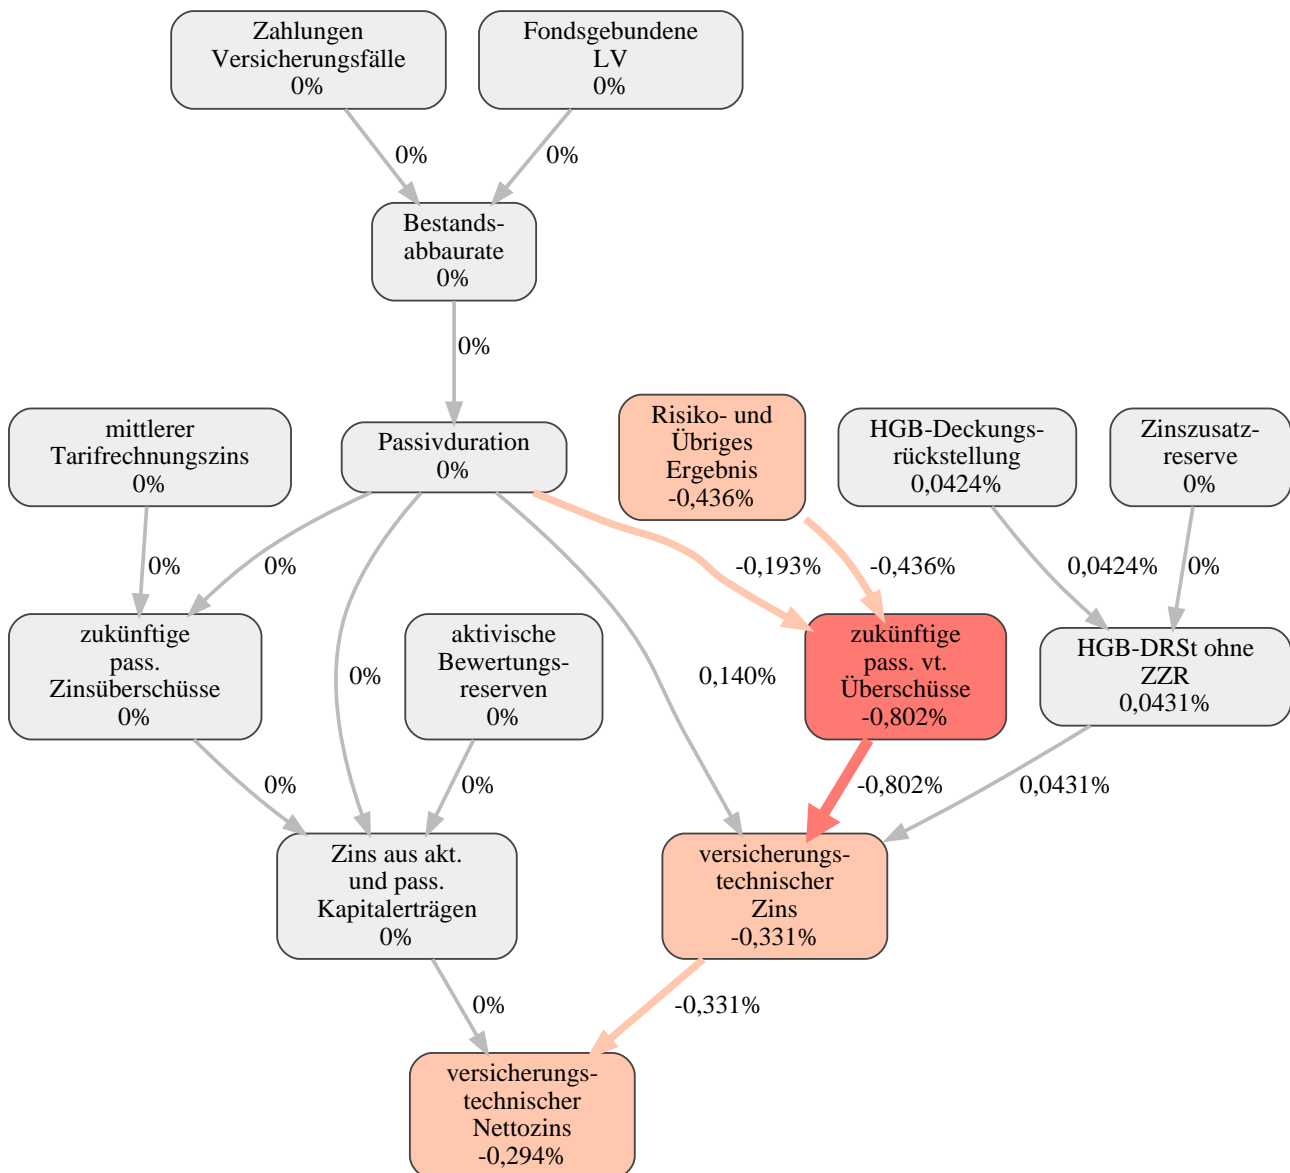 Zahlungen
Versicherungsfälle
0%
Fondsgebundene
LV
0%
0%
0%
Bestands-
abbaurate
0%
0%
mittlerer
Tarifrechnungszins
0%
Passivduration
0%
Risiko- und
Übriges
Ergebnis
-0,436%
HGB-Deckungs-
rückstellung
0,0424%
Zinszusatz-
reserve
0%
0%
0%
-0,193%
-0,436%
0,0424%
0%
zukünftige
pass.
Zinsüberschüsse
0%
0%
aktivische
Bewertungs-
reserven
0%
0,140%
zukünftige
pass. vt.
Überschüsse
-0,802%
HGB-DRSt ohne
ZZR
0,0431%
0%
0%
-0,802%
0,0431%
Zins aus akt.
und pass.
Kapitalerträgen
0%
versicherungs-
technischer
Zins
-0,331%
0%
-0,331%
versicherungs-
technischer
Nettozins
-0,294%